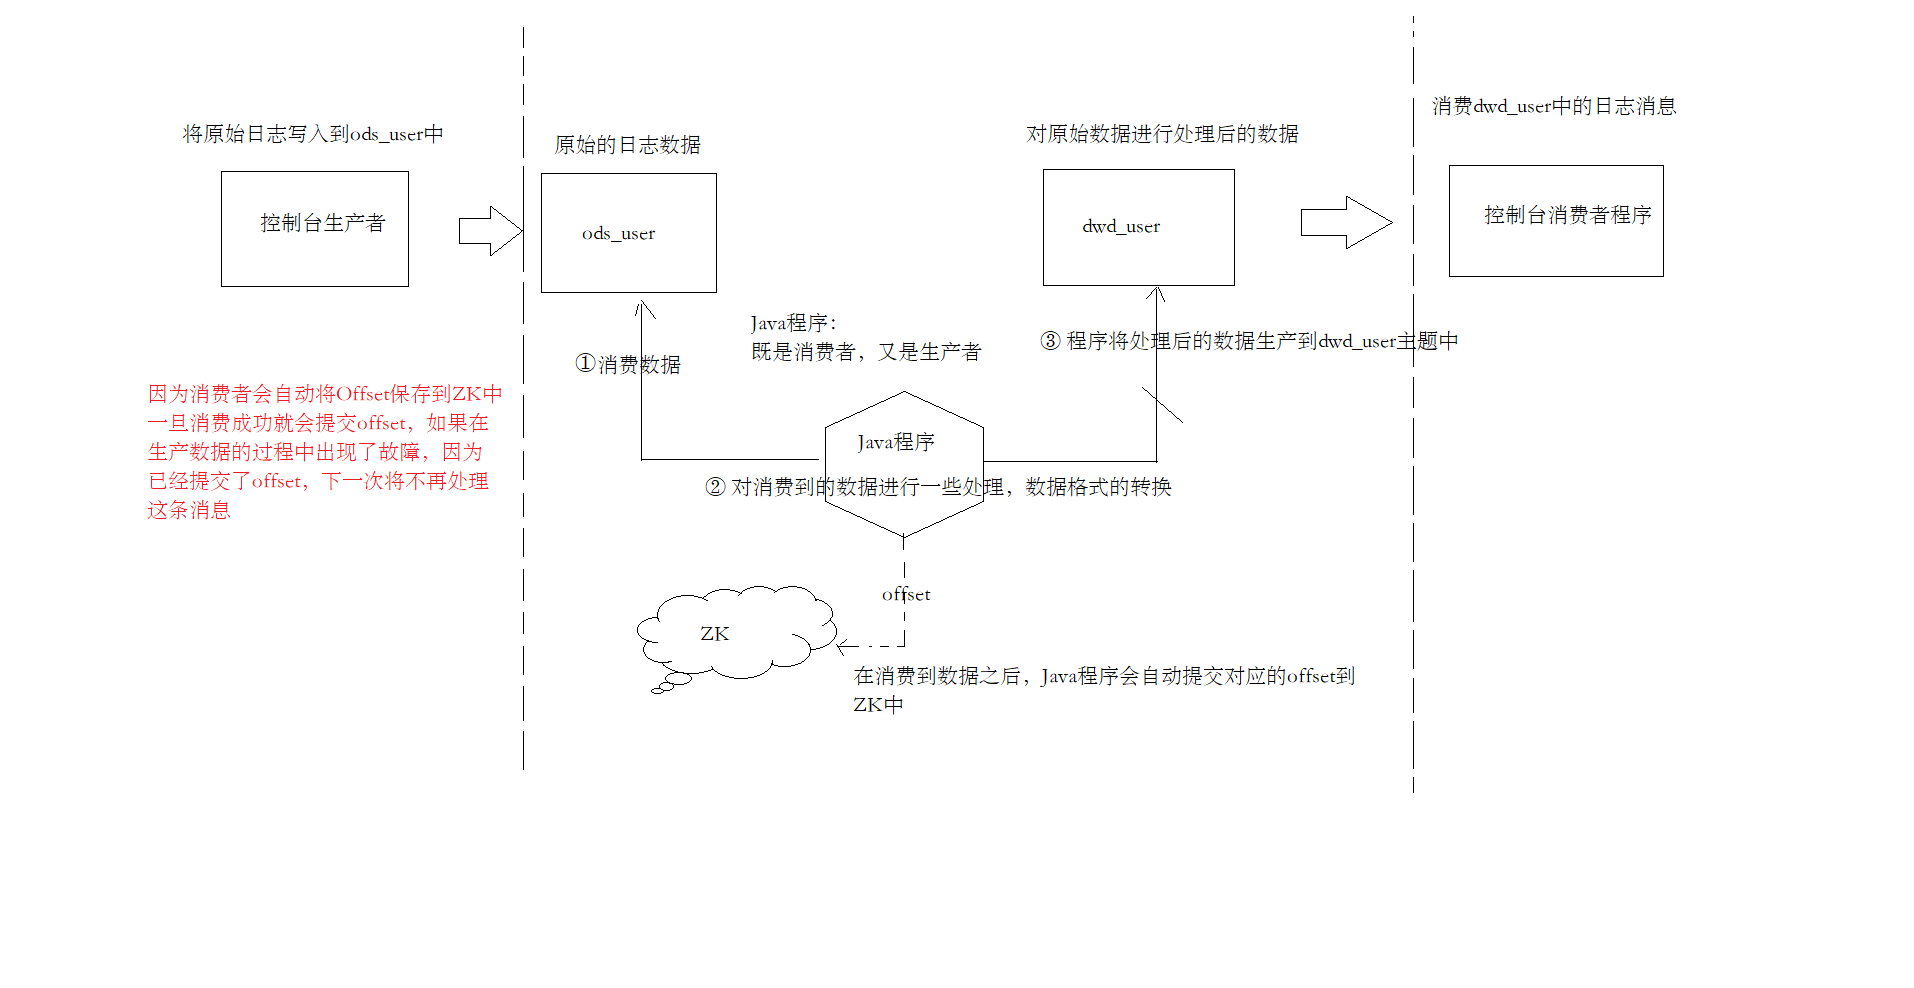 将原始日志写入到ods_user中
控制台生产者
原始的日志数据
ods_user
对原始数据进行处理后的数据
dwd_user
消费dwd_user中的日志消息
控制台消费者程序
Java程序：
既是消费者，又是生产者
①消费数据
③ 程序将处理后的数据生产到dwd_user主题中
因为消费者会自动将Offset保存到ZK中
一旦消费成功就会提交offset，如果在
生产数据的过程中出现了故障，因为
已经提交了offset，下一次将不再处理
这条消息
Java程序
② 对消费到的数据进行一些处理，数据格式的转换
offset
ZK
在消费到数据之后，Java程序会自动提交对应的offset到
ZK中